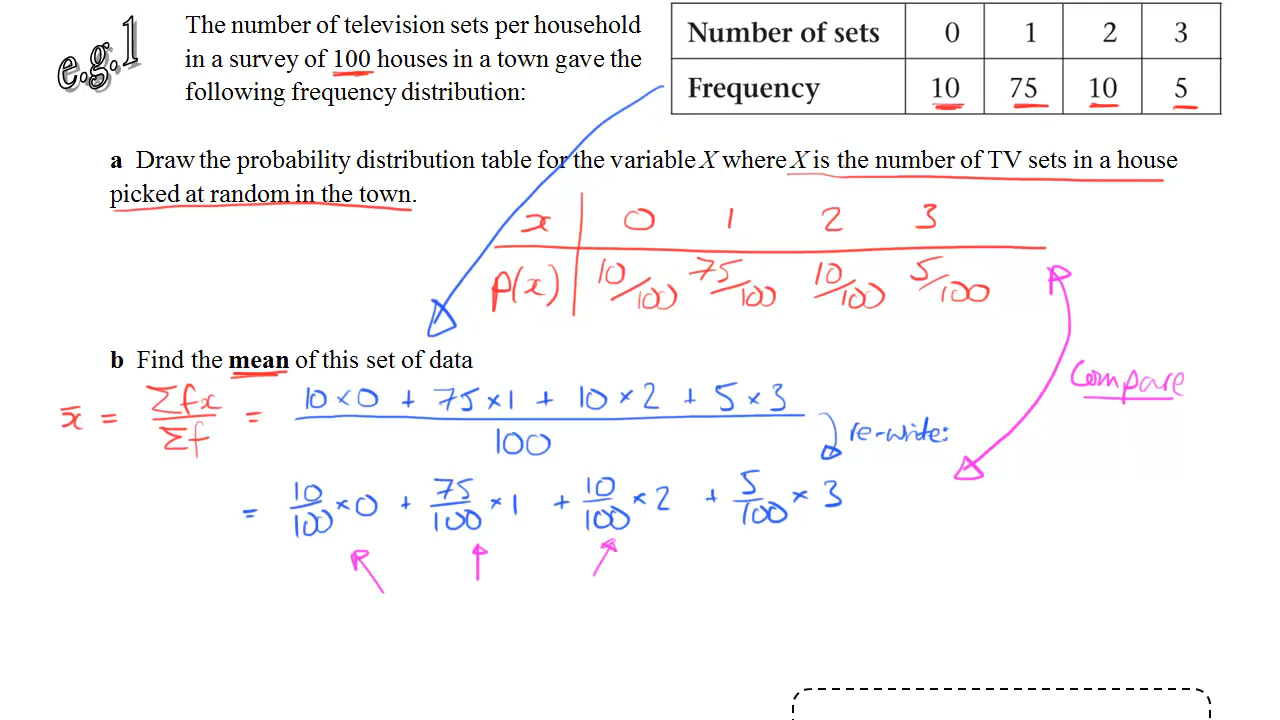 e.g.1
The number of television sets per household
in a survey of 100 houses in a town gave the
following frequency distribution:
Number of sets 0 1 2 3
Frequency 10 75 10 5
a Draw the probability distribution table for the variable X where X is the number of TV sets in a house
picked at random in the town.
x 0 1 2 3
P(x) 10/100 75/100 10/100 5/100
b Find the mean of this set of data
Compare
x̄ = Σfx/Σf = (10×0 + 75×1 + 10×2 + 5×3)/100
re-write:
= 10/100 × 0 + 75/100 × 1 + 10/100 × 2 + 5/100 × 3